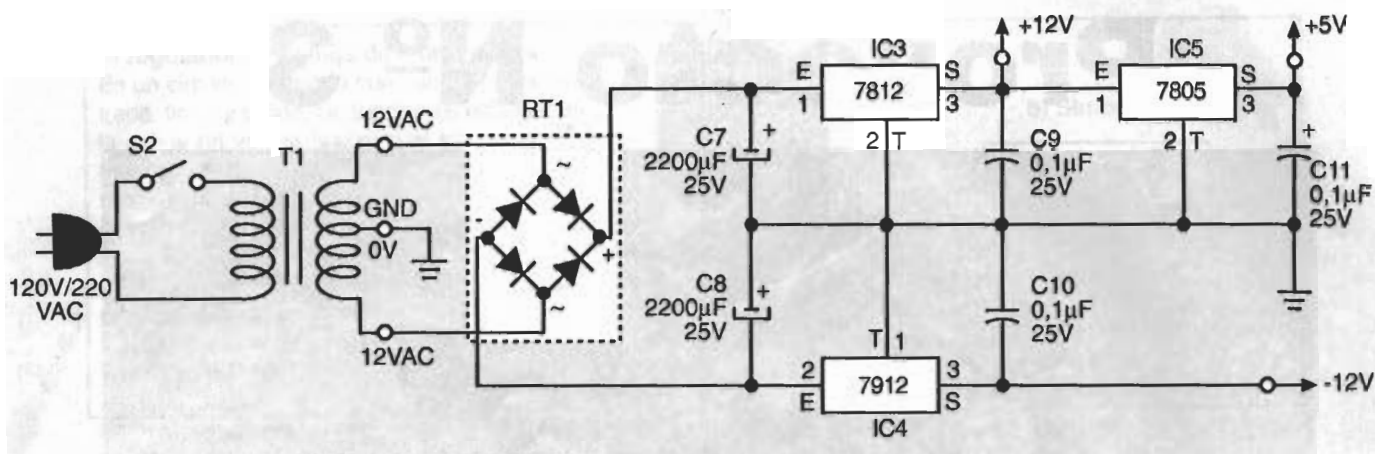 +12V
+5V
IC3
IC5
E
7812
S
E
7805
S
1
3
1
3
2 T
2 T
RT1
12VAC
~
S2
T1
C7
+
2200µF
25V
C9
0,1µF
25V
+
C11
0,1µF
25V
GND
0V
-
+
120V/220
VAC
C8
+
2200µF
25V
C10
0,1µF
25V
~
12VAC
T 1
2
7912
3
E
S
IC4
-12V